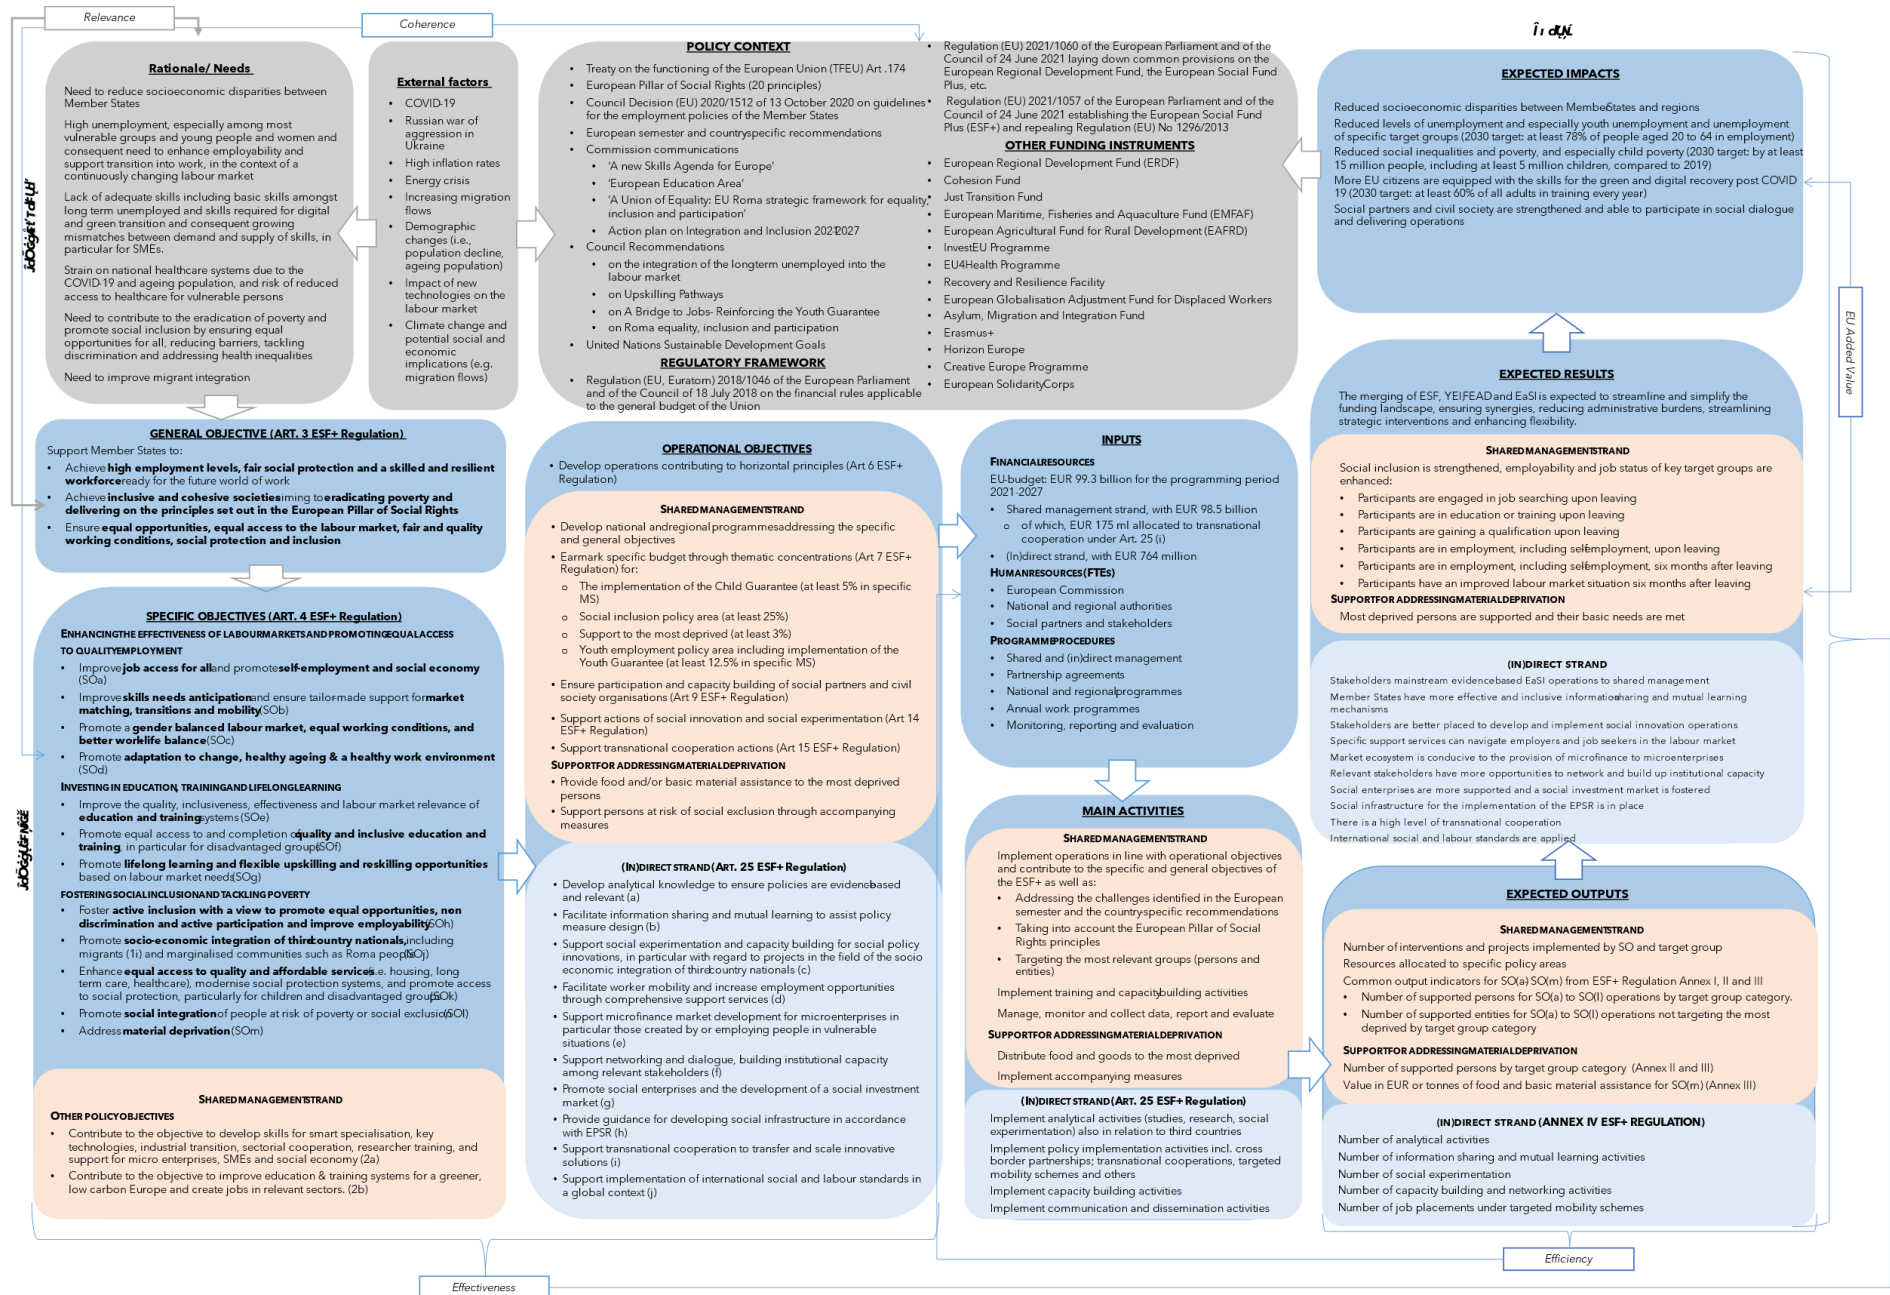 Relevance
Coherence
Rationale/ Needs
Need to reduce socioeconomic disparities between
Member States
High unemployment, especially among most
vulnerable groups and young people and women and
consequent need to enhance employability and
support transition into work, in the context of a
continuously changing labour market
Lack of adequate skills including basic skills amongst
long term unemployed and skills required for digital
and green transition and consequent growing
mismatches between demand and supply of skills, in
particular for SMEs.
Strain on national healthcare systems due to the
COVID-19 and ageing population, and risk of reduced
access to healthcare for vulnerable persons
Need to contribute to the eradication of poverty and
promote social inclusion by ensuring equal
opportunities for all, reducing barriers, tackling
discrimination and addressing health inequalities
Need to improve migrant integration
External factors
• COVID-19
• Russian war of
aggression in
Ukraine
• High inflation rates
• Energy crisis
• Increasing migration
flows
• Demographic
changes (i.e.,
population decline,
ageing population)
• Impact of new
technologies on the
labour market
• Climate change and
potential social and
economic
implications (e.g.
migration flows)
POLICY CONTEXT
• Treaty on the functioning of the European Union (TFEU) Art .174
• European Pillar of Social Rights (20 principles)
• Council Decision (EU) 2020/1512 of 13 October 2020 on guidelines
for the employment policies of the Member States
• European semester and countryspecific recommendations
• Commission communications
• 'A new Skills Agenda for Europe'
• 'European Education Area'
• 'A Union of Equality: EU Roma strategic framework for equality,
inclusion and participation'
• Action plan on Integration and Inclusion 20212027
• Council Recommendations
• on the integration of the longterm unemployed into the
labour market
• on Upskilling Pathways
• on A Bridge to Jobs- Reinforcing the Youth Guarantee
• on Roma equality, inclusion and participation
• United Nations Sustainable Development Goals
REGULATORY FRAMEWORK
• Regulation (EU, Euratom) 2018/1046 of the European Parliament
and of the Council of 18 July 2018 on the financial rules applicable
to the general budget of the Union
• Regulation (EU) 2021/1060 of the European Parliament and of the
Council of 24 June 2021 laying down common provisions on the
European Regional Development Fund, the European Social Fund
Plus, etc.
• Regulation (EU) 2021/1057 of the European Parliament and of the
Council of 24 June 2021 establishing the European Social Fund
Plus (ESF+) and repealing Regulation (EU) No 1296/2013
OTHER FUNDING INSTRUMENTS
• European Regional Development Fund (ERDF)
• Cohesion Fund
• Just Transition Fund
• European Maritime, Fisheries and Aquaculture Fund (EMFAF)
• European Agricultural Fund for Rural Development (EAFRD)
• InvestEU Programme
• EU4Health Programme
• Recovery and Resilience Facility
• European Globalisation Adjustment Fund for Displaced Workers
• Asylum, Migration and Integration Fund
• Erasmus+
• Horizon Europe
• Creative Europe Programme
• European SolidarityCorps
EXPECTED IMPACTS
Reduced socioeconomic disparities between MemberStates and regions
Reduced levels of unemployment and especially youth unemployment and unemployment
of specific target groups (2030 target: at least 78% of people aged 20 to 64 in employment)
Reduced social inequalities and poverty, and especially child poverty (2030 target: by at least
15 million people, including at least 5 million children, compared to 2019)
More EU citizens are equipped with the skills for the green and digital recovery post COVID
19 (2030 target: at least 60% of all adults in training every year)
Social partners and civil society are strengthened and able to participate in social dialogue
and delivering operations
EU Added Value
EXPECTED RESULTS
The merging of ESF, YEI,FEAD and EaSI is expected to streamline and simplify the
funding landscape, ensuring synergies, reducing administrative burdens, streamlining
strategic interventions and enhancing flexibility.
SHARED MANAGEMENT STRAND
Social inclusion is strengthened, employability and job status of key target groups are
enhanced:
• Participants are engaged in job searching upon leaving
• Participants are in education or training upon leaving
• Participants are gaining a qualification upon leaving
• Participants are in employment, including self-employment, upon leaving
• Participants are in employment, including self-employment, six months after leaving
• Participants have an improved labour market situation six months after leaving
SUPPORT FOR ADDRESSING MATERIAL DEPRIVATION
Most deprived persons are supported and their basic needs are met
(IN)DIRECT STRAND
Stakeholders mainstream evidencebased EaSI operations to shared management
Member States have more effective and inclusive information-sharing and mutual learning
mechanisms
Stakeholders are better placed to develop and implement social innovation operations
Specific support services can navigate employers and job seekers in the labour market
Market ecosystem is conducive to the provision of microfinance to microenterprises
Relevant stakeholders have more opportunities to network and build up institutional capacity
Social enterprises are more supported and a social investment market is fostered
Social infrastructure for the implementation of the EPSR is in place
There is a high level of transnational cooperation
International social and labour standards are applied
GENERAL OBJECTIVE (ART. 3 ESF+ Regulation)
Support Member States to:
• Achieve high employment levels, fair social protection and a skilled and resilient
workforce ready for the future world of work
• Achieve inclusive and cohesive societies iming to eradicating poverty and
delivering on the principles set out in the European Pillar of Social Rights
• Ensure equal opportunities, equal access to the labour market, fair and quality
working conditions, social protection and inclusion
SPECIFIC OBJECTIVES (ART. 4 ESF+ Regulation)
ENHANCING THE EFFECTIVENESS OF LABOUR MARKETS AND PROMOTING EQUAL ACCESS
TO QUALITY EMPLOYMENT
• Improve job access for all and promote self-employment and social economy
(SOa)
• Improve skills needs anticipation and ensure tailormade support for market
matching, transitions and mobility (SOb)
• Promote a gender balanced labour market, equal working conditions, and
better worklife balance (SOc)
• Promote adaptation to change, healthy ageing & a healthy work environment
(SOd)
INVESTING IN EDUCATION, TRAINING AND LIFELONG LEARNING
• Improve the quality, inclusiveness, effectiveness and labour market relevance of
education and training systems (SOe)
• Promote equal access to and completion of quality and inclusive education and
training, in particular for disadvantaged groups (SOf)
• Promote lifelong learning and flexible upskilling and reskilling opportunities
based on labour market needs (SOg)
FOSTERING SOCIAL INCLUSION AND TACKLING POVERTY
• Foster active inclusion with a view to promote equal opportunities, non
discrimination and active participation and improve employability (SOh)
• Promote socio-economic integration of third country nationals, including
migrants (1i) and marginalised communities such as Roma people (SOj)
• Enhance equal access to quality and affordable services (i.e. housing, long
term care, healthcare), modernise social protection systems, and promote access
to social protection, particularly for children and disadvantaged groups (SOk)
• Promote social integration of people at risk of poverty or social exclusion (SOl)
• Address material deprivation (SOm)
SHARED MANAGEMENT STRAND
OTHER POLICY OBJECTIVES
• Contribute to the objective to develop skills for smart specialisation, key
technologies, industrial transition, sectorial cooperation, researcher training, and
support for micro enterprises, SMEs and social economy (2a)
• Contribute to the objective to improve education & training systems for a greener,
low carbon Europe and create jobs in relevant sectors. (2b)
OPERATIONAL OBJECTIVES
• Develop operations contributing to horizontal principles (Art 6 ESF+
Regulation)
SHARED MANAGEMENT STRAND
• Develop national and regional programmes addressing the specific
and general objectives
• Earmark specific budget through thematic concentrations (Art 7 ESF+
Regulation) for:
o The implementation of the Child Guarantee (at least 5% in specific
MS)
o Social inclusion policy area (at least 25%)
o Support to the most deprived (at least 3%)
o Youth employment policy area including implementation of the
Youth Guarantee (at least 12.5% in specific MS)
• Ensure participation and capacity building of social partners and civil
society organisations (Art 9 ESF+ Regulation)
• Support actions of social innovation and social experimentation (Art 14
ESF+ Regulation)
• Support transnational cooperation actions (Art 15 ESF+ Regulation)
SUPPORT FOR ADDRESSING MATERIAL DEPRIVATION
• Provide food and/or basic material assistance to the most deprived
persons
• Support persons at risk of social exclusion through accompanying
measures
(IN)DIRECT STRAND (ART. 25 ESF+ Regulation)
• Develop analytical knowledge to ensure policies are evidencebased
and relevant (a)
• Facilitate information sharing and mutual learning to assist policy
measure design (b)
• Support social experimentation and capacity building for social policy
innovations, in particular with regard to projects in the field of the socio
economic integration of thirdcountry nationals (c)
• Facilitate worker mobility and increase employment opportunities
through comprehensive support services (d)
• Support microfinance market development for microenterprises in
particular those created by or employing people in vulnerable
situations (e)
• Support networking and dialogue, building institutional capacity
among relevant stakeholders (f)
• Promote social enterprises and the development of a social investment
market (g)
• Provide guidance for developing social infrastructure in accordance
with EPSR (h)
• Support transnational cooperation to transfer and scale innovative
solutions (i)
• Support implementation of international social and labour standards in
a global context (j)
INPUTS
FINANCIAL RESOURCES
EU-budget: EUR 99.3 billion for the programming period
2021-2027
• Shared management strand, with EUR 98.5 billion
o of which, EUR 175 ml allocated to transnational
cooperation under Art. 25 (i)
• (In)direct strand, with EUR 764 million
HUMAN RESOURCES (FTES)
• European Commission
• National and regional authorities
• Social partners and stakeholders
PROGRAMME PROCEDURES
• Shared and (in)direct management
• Partnership agreements
• National and regional programmes
• Annual work programmes
• Monitoring, reporting and evaluation
MAIN ACTIVITIES
SHARED MANAGEMENT STRAND
Implement operations in line with operational objectives
and contribute to the specific and general objectives of
the ESF+ as well as:
• Addressing the challenges identified in the European
semester and the countryspecific recommendations
• Taking into account the European Pillar of Social
Rights principles
• Targeting the most relevant groups (persons and
entities)
Implement training and capacitybuilding activities
Manage, monitor and collect data, report and evaluate
SUPPORT FOR ADDRESSING MATERIAL DEPRIVATION
Distribute food and goods to the most deprived
Implement accompanying measures
(IN)DIRECT STRAND (ART. 25 ESF+ Regulation)
Implement analytical activities (studies, research, social
experimentation) also in relation to third countries
Implement policy implementation activities incl. cross
border partnerships; transnational cooperations, targeted
mobility schemes and others
Implement capacity building activities
Implement communication and dissemination activities
EXPECTED OUTPUTS
SHARED MANAGEMENT STRAND
Number of interventions and projects implemented by SO and target group
Resources allocated to specific policy areas
Common output indicators for SO(a) SO(m) from ESF+ Regulation Annex I, II and III
• Number of supported persons for SO(a) to SO(l) operations by target group category.
• Number of supported entities for SO(a) to SO(l) operations not targeting the most
deprived by target group category
SUPPORT FOR ADDRESSING MATERIAL DEPRIVATION
Number of supported persons by target group category (Annex II and III)
Value in EUR or tonnes of food and basic material assistance for SO(m) (Annex III)
(IN)DIRECT STRAND (ANNEX IV ESF+ REGULATION)
Number of analytical activities
Number of information sharing and mutual learning activities
Number of social experimentation
Number of capacity building and networking activities
Number of job placements under targeted mobility schemes
Efficiency
Effectiveness